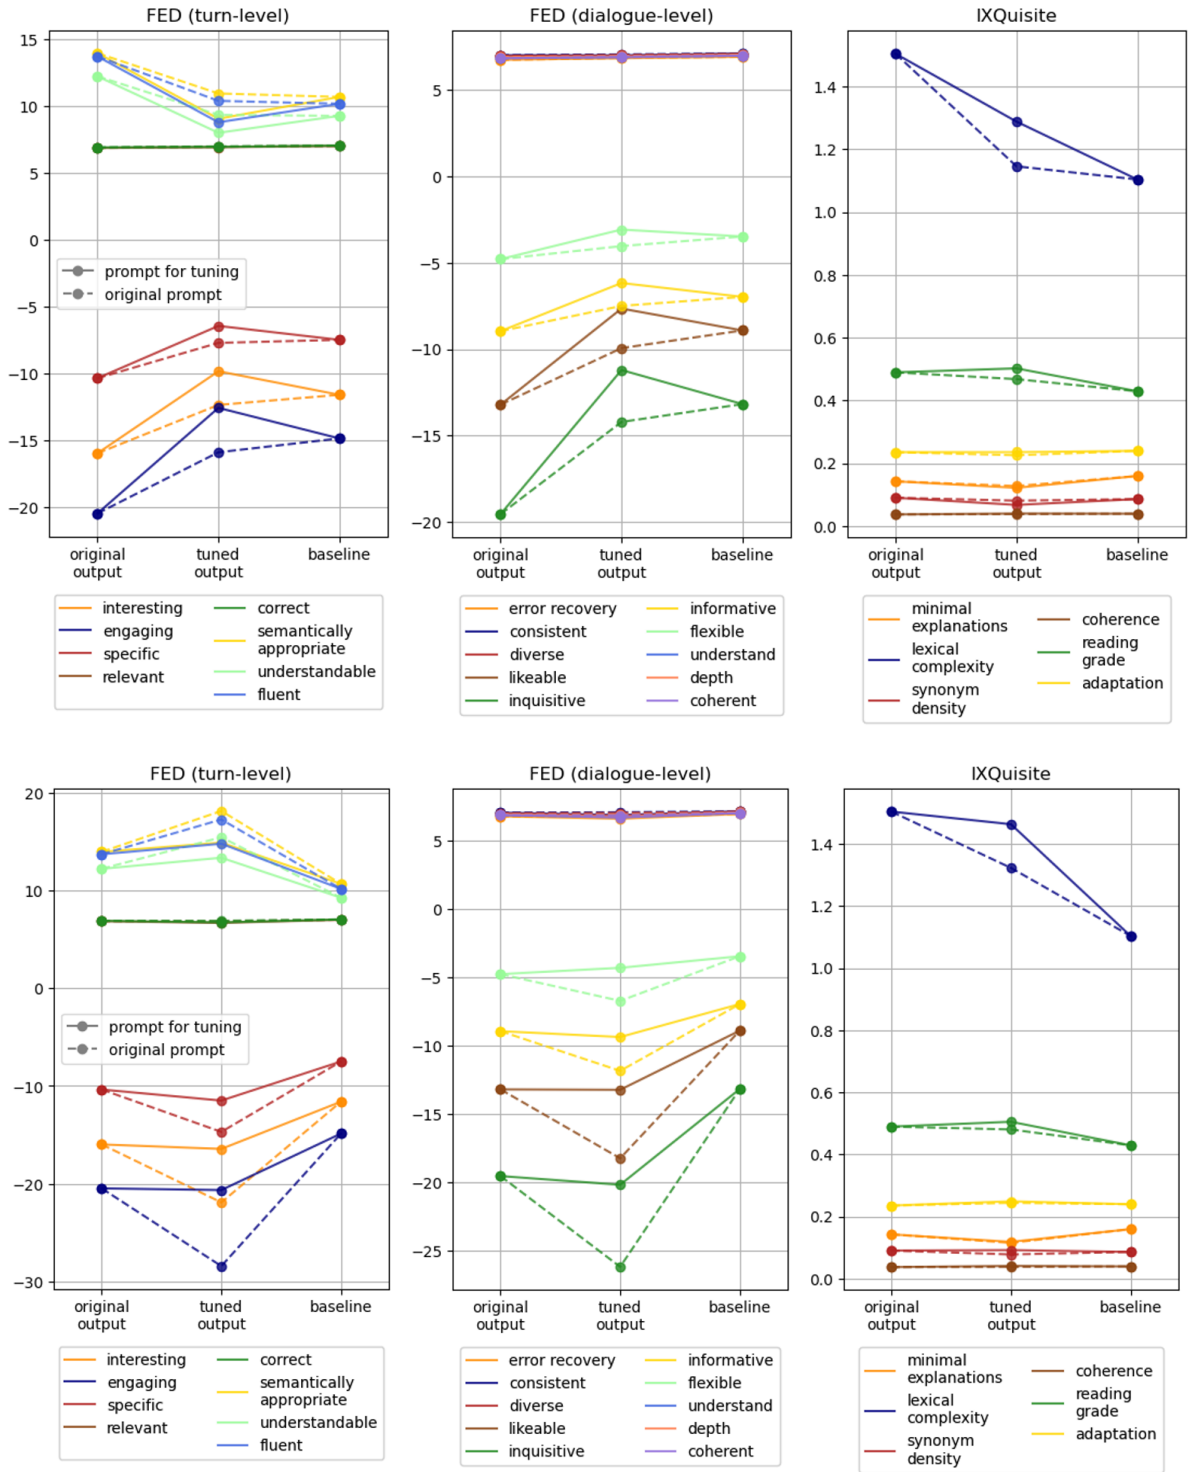 FED (turn-level)
15
10
5
0
−5
−10
−15
−20
prompt for tuning
original prompt
original
output
tuned
output
baseline
interesting
engaging
specific
relevant
correct
semantically
appropriate
understandable
fluent
FED (dialogue-level)
5
0
−5
−10
−15
−20
original
output
tuned
output
baseline
error recovery
consistent
diverse
likeable
inquisitive
informative
flexible
understand
depth
coherent
IXQuisite
1.4
1.2
1.0
0.8
0.6
0.4
0.2
0.0
original
output
tuned
output
baseline
minimal
explanations
lexical
complexity
synonym
density
coherence
reading
grade
adaptation
FED (turn-level)
20
10
0
−10
−20
−30
prompt for tuning
original prompt
original
output
tuned
output
baseline
interesting
engaging
specific
relevant
correct
semantically
appropriate
understandable
fluent
FED (dialogue-level)
5
0
−5
−10
−15
−20
−25
original
output
tuned
output
baseline
error recovery
consistent
diverse
likeable
inquisitive
informative
flexible
understand
depth
coherent
IXQuisite
1.4
1.2
1.0
0.8
0.6
0.4
0.2
0.0
original
output
tuned
output
baseline
minimal
explanations
lexical
complexity
synonym
density
coherence
reading
grade
adaptation